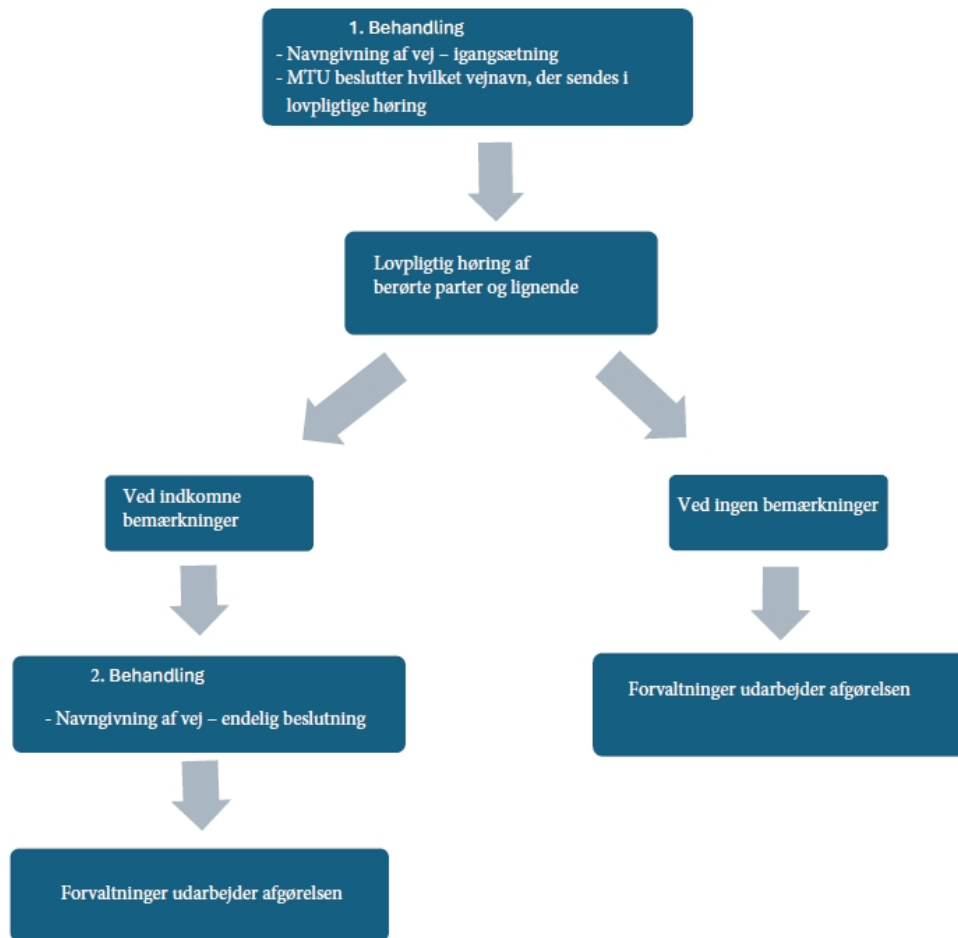 1. Behandling
- Navngivning af vej – igangsætning
- MTU beslutter hvilket vejnavn, der sendes i
lovpligtige høring
Lovpligtig høring af
berørte parter og lignende
Ved indkomne
bemærkninger
Ved ingen bemærkninger
2. Behandling
- Navngivning af vej – endelig beslutning
Forvaltninger udarbejder afgørelsen
Forvaltninger udarbejder afgørelsen